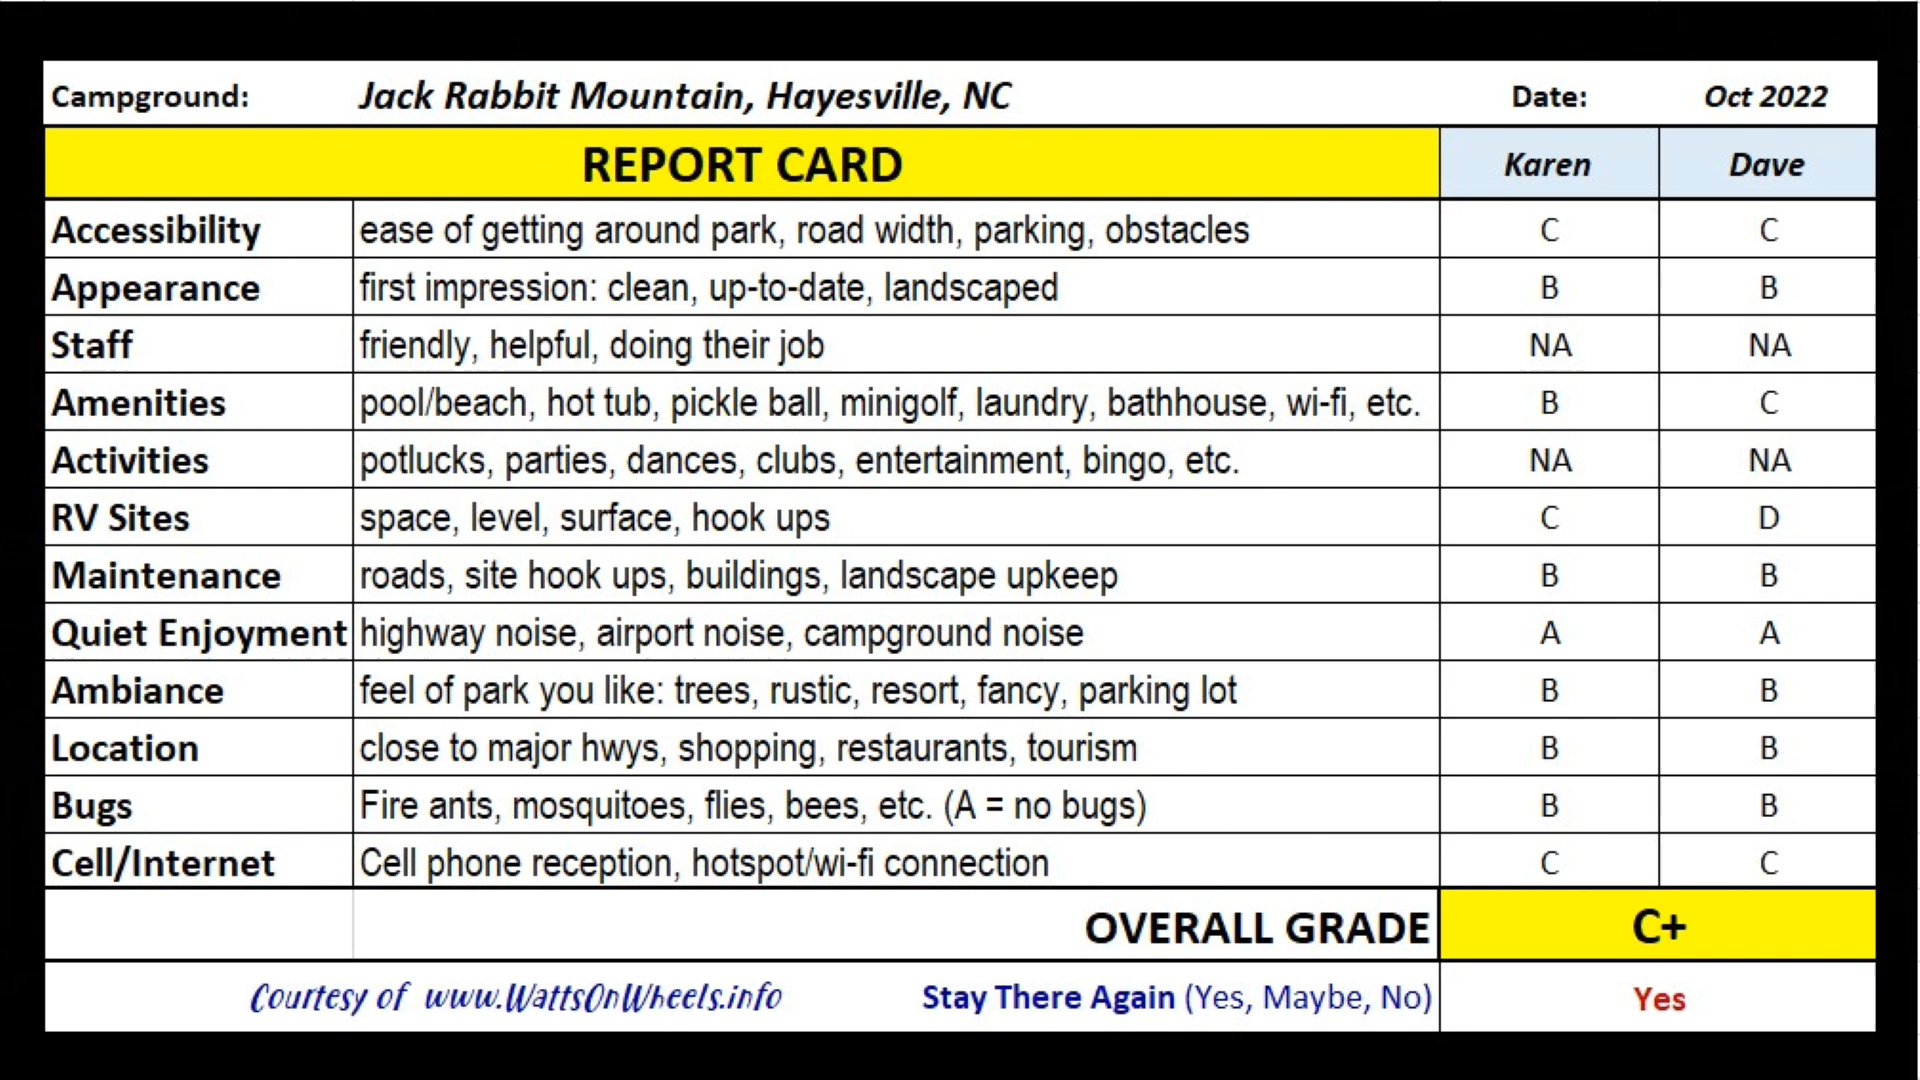 Campground: Jack Rabbit Mountain, Hayesville, NC Date: Oct 2022
REPORT CARD Karen Dave
Accessibility ease of getting around park, road width, parking, obstacles C C
Appearance first impression: clean, up-to-date, landscaped B B
Staff friendly, helpful, doing their job NA NA
Amenities pool/beach, hot tub, pickle ball, minigolf, laundry, bathhouse, wi-fi, etc. B C
Activities potlucks, parties, dances, clubs, entertainment, bingo, etc. NA NA
RV Sites space, level, surface, hook ups C D
Maintenance roads, site hook ups, buildings, landscape upkeep B B
Quiet Enjoyment highway noise, airport noise, campground noise A A
Ambiance feel of park you like: trees, rustic, resort, fancy, parking lot B B
Location close to major hwys, shopping, restaurants, tourism B B
Bugs Fire ants, mosquitoes, flies, bees, etc. (A = no bugs) B B
Cell/Internet Cell phone reception, hotspot/wi-fi connection C C
OVERALL GRADE C+
Courtesy of www.WattsOnWheels.info Stay There Again (Yes, Maybe, No) Yes